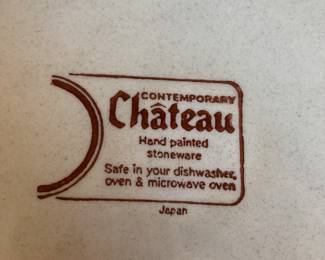 CONTEMPORARY
Château
Hand painted
stoneware
Safe in your dishwasher,
oven & microwave oven
Japan